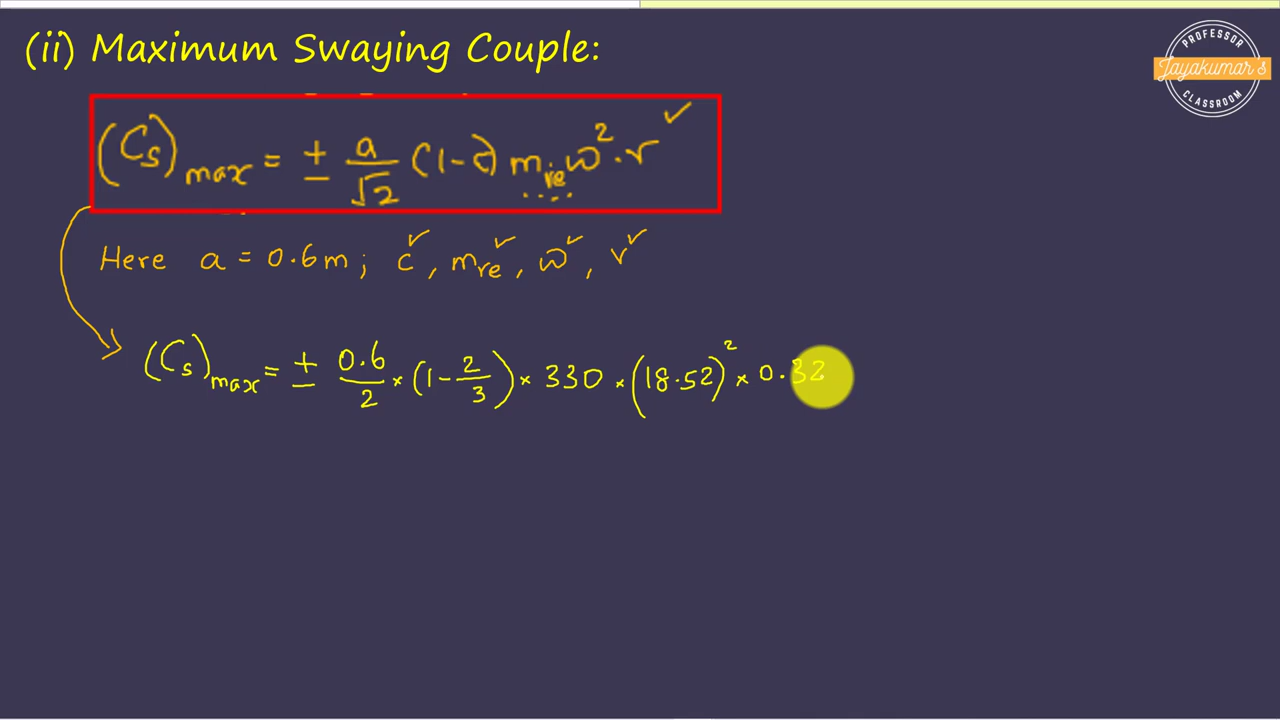 (ii) Maximum Swaying Couple:
PROFESSOR
Jayakumar's
CLASSROOM
(Cs)max = ± a/√2 (1-c) mre ω². r ✓
Here a = 0.6m ; c✓, mre✓, ω✓, r✓
(Cs)max = ± 0.6/2 × (1 - 2/3) × 330 × (18.52)² × 0.32